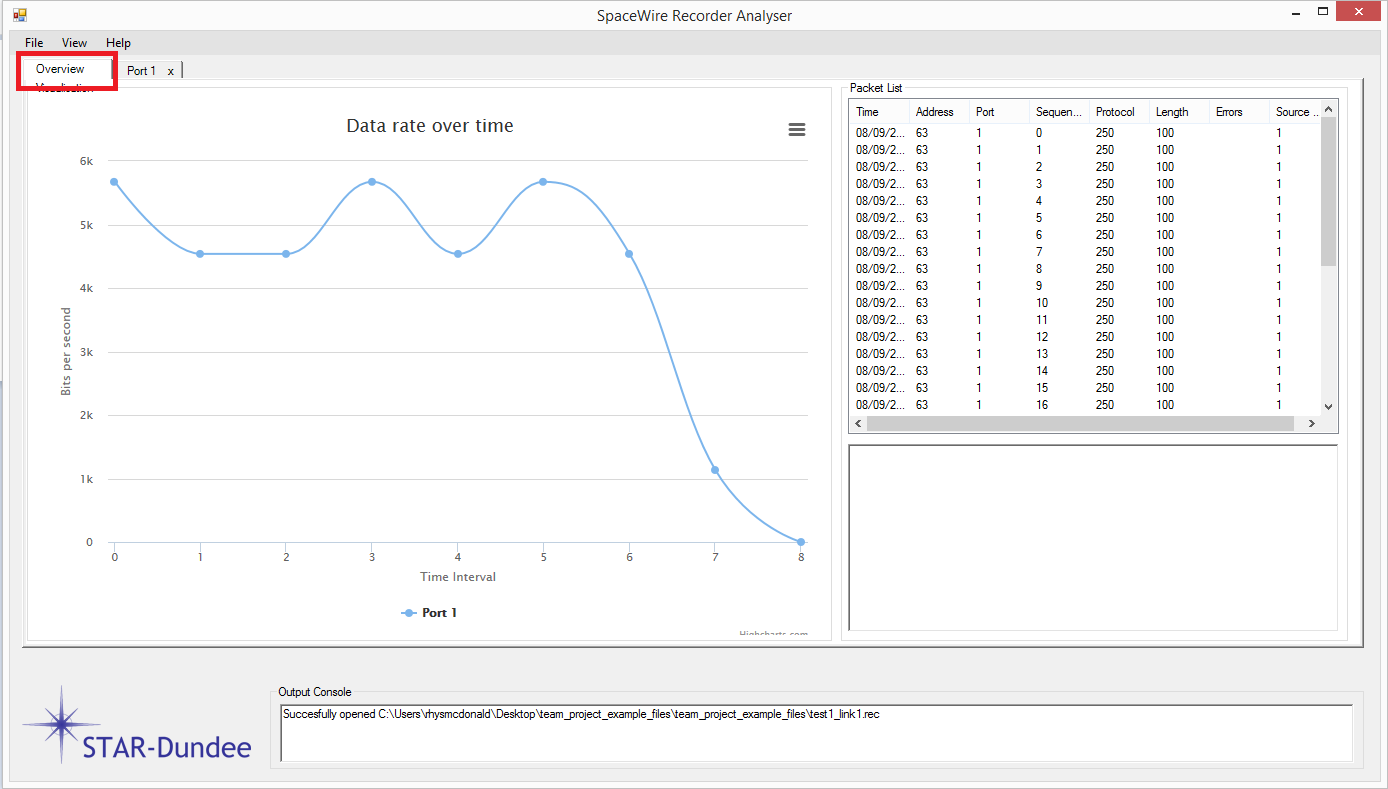 SpaceWire Recorder Analyser
File View Help
Overview Port 1 x
Visualisation
Data rate over time
6k
5k
4k
3k
2k
1k
0
Bits per second
0 1 2 3 4 5 6 7 8
Time Interval
Port 1
Highcharts.com
Packet List
Time Address Port Sequen... Protocol Length Errors Source ...
08/09/2... 63 1 0 250 100 1
08/09/2... 63 1 1 250 100 1
08/09/2... 63 1 2 250 100 1
08/09/2... 63 1 3 250 100 1
08/09/2... 63 1 4 250 100 1
08/09/2... 63 1 5 250 100 1
08/09/2... 63 1 6 250 100 1
08/09/2... 63 1 7 250 100 1
08/09/2... 63 1 8 250 100 1
08/09/2... 63 1 9 250 100 1
08/09/2... 63 1 10 250 100 1
08/09/2... 63 1 11 250 100 1
08/09/2... 63 1 12 250 100 1
08/09/2... 63 1 13 250 100 1
08/09/2... 63 1 14 250 100 1
08/09/2... 63 1 15 250 100 1
08/09/2... 63 1 16 250 100 1
STAR-Dundee
Output Console
Succesfully opened C:\Users\rhysmcdonald\Desktop\team_project_example_files\team_project_example_files\test1_link1.rec